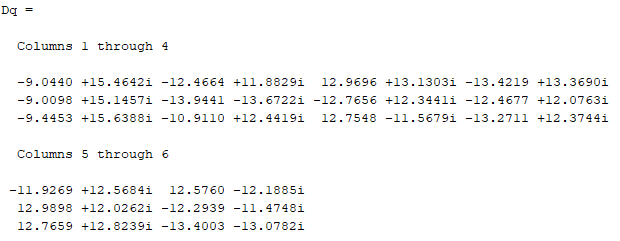 Dq =
Columns 1 through 4
-9.0440 +15.4642i -12.4664 +11.8829i 12.9696 +13.1303i -13.4219 +13.3690i
-9.0098 +15.1457i -13.9441 -13.6722i -12.7656 +12.3441i -12.4677 +12.0763i
-9.4453 +15.6388i -10.9110 +12.4419i 12.7548 -11.5679i -13.2711 +12.3744i
Columns 5 through 6
-11.9269 +12.5684i 12.5760 -12.1885i
12.9898 +12.0262i -12.2939 -11.4748i
12.7659 +12.8239i -13.4003 -13.0782i